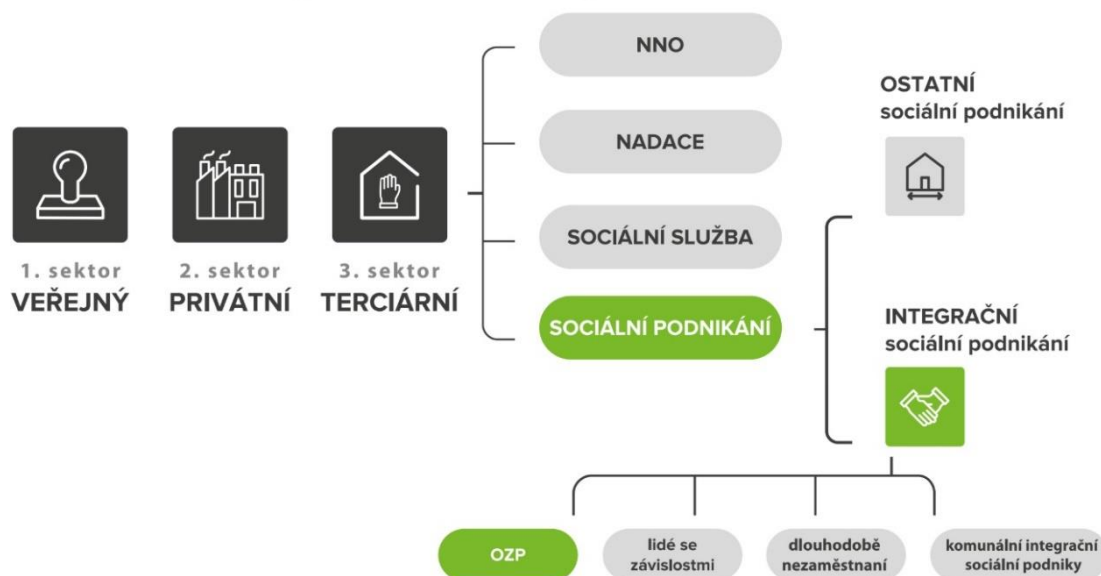 1. sektor
VEŘEJNÝ
2. sektor
PRIVÁTNÍ
3. sektor
TERCIÁRNÍ
NNO
NADACE
SOCIÁLNÍ SLUŽBA
SOCIÁLNÍ PODNIKÁNÍ
OSTATNÍ
sociální podnikání
INTEGRAČNÍ
sociální podnikání
OZP
lidé se
závislostmi
dlouhodobě
nezaměstnaní
komunální integrační
sociální podniky